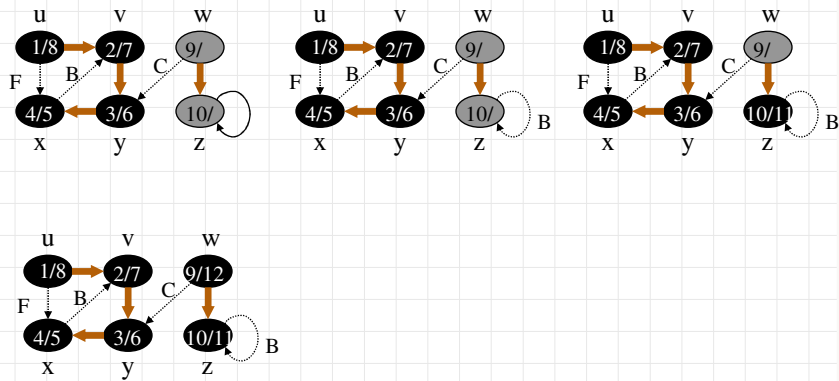 u v w
1/8 2/7 9/
F B C
4/5 3/6 10/
x y z
u v w
1/8 2/7 9/
F B C
4/5 3/6 10/ B
x y z
u v w
1/8 2/7 9/
F B C
4/5 3/6 10/11 B
x y z
u v w
1/8 2/7 9/12
F B C
4/5 3/6 10/11 B
x y z